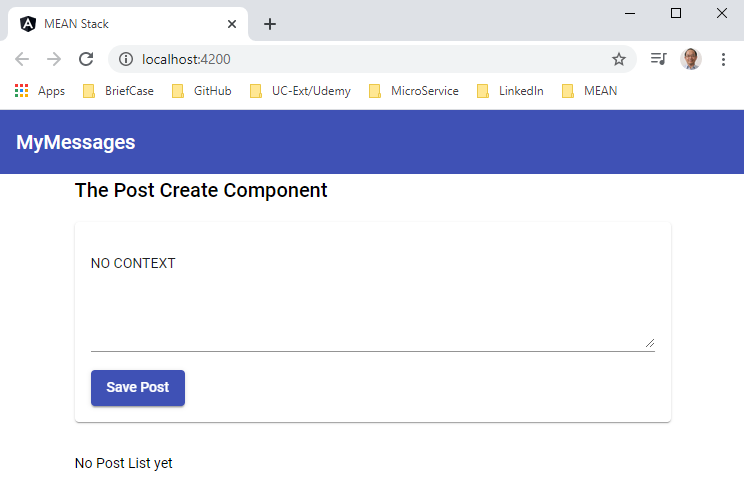 MEAN Stack
localhost:4200
Apps BriefCase GitHub UC-Ext/Udemy MicroService LinkedIn MEAN
MyMessages
The Post Create Component
NO CONTEXT
Save Post
No Post List yet